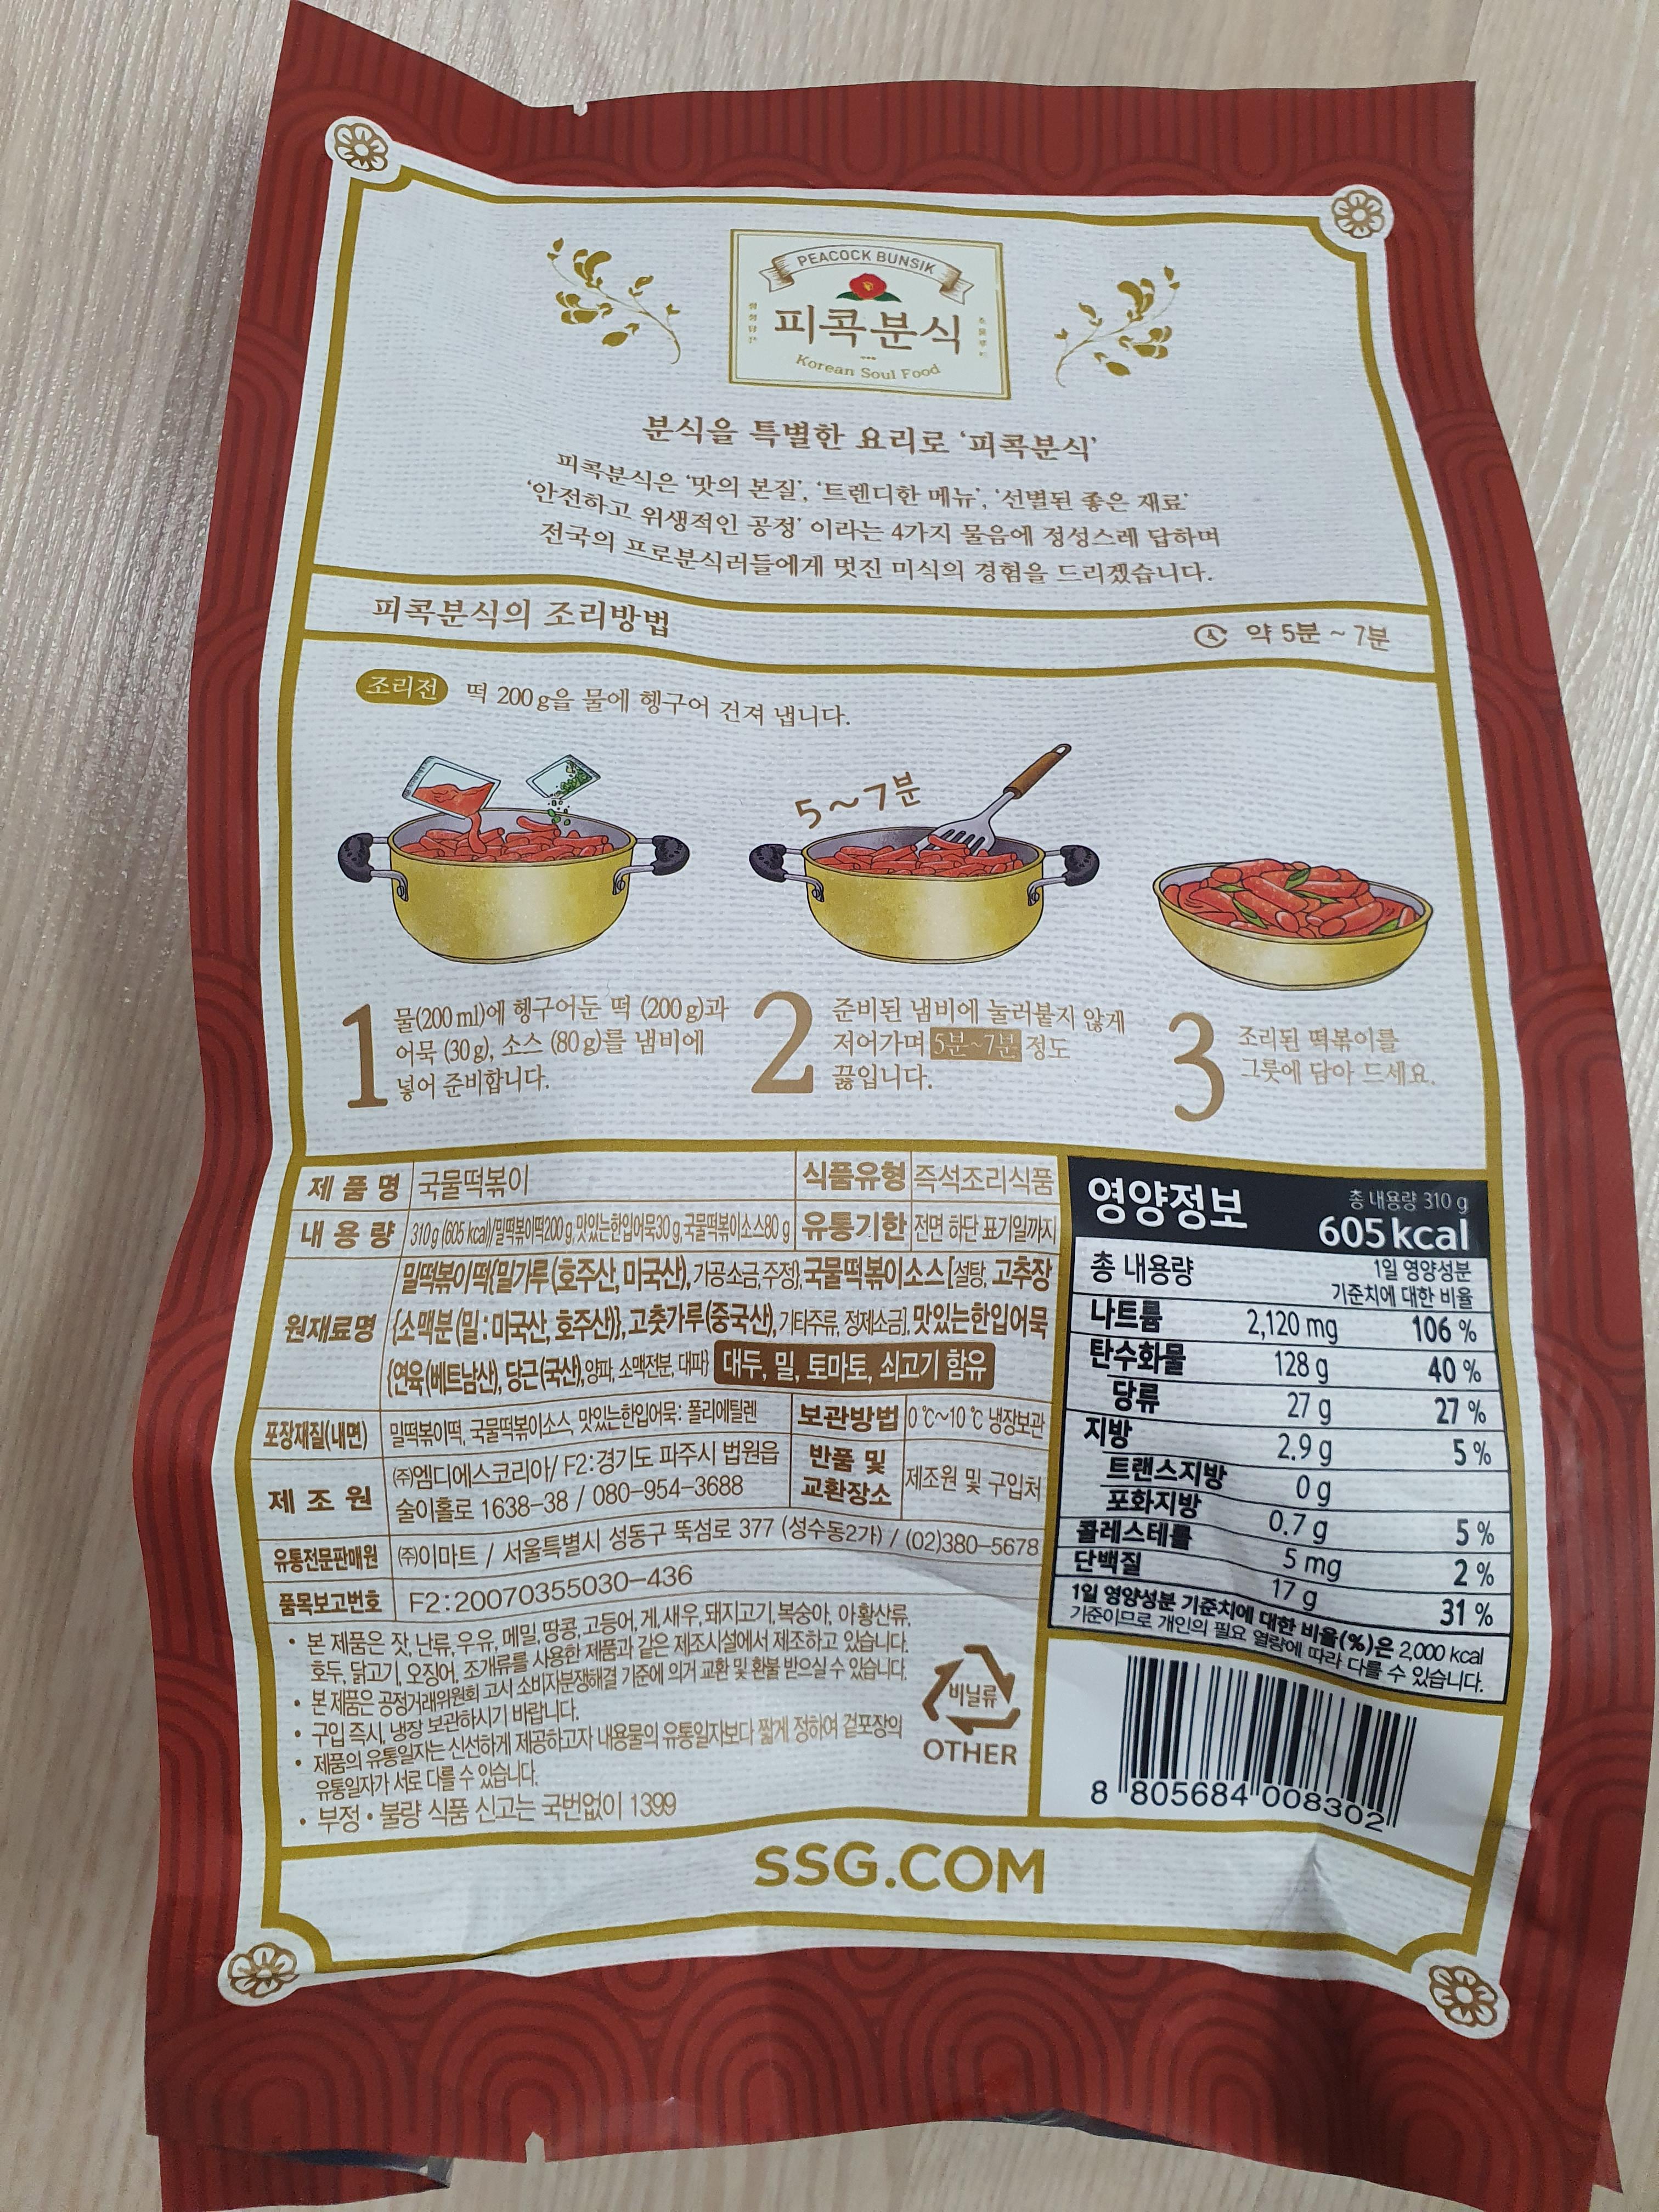 PEACOCK BUNSIK
피콕분식
Korean Soul Food
분식을 특별한 요리로 '피콕분식'
피콕분식은 '맛의 본질', '트렌디한 메뉴', '선별된 좋은 재료'
'안전하고 위생적인 공정' 이라는 4가지 물음에 정성스레 답하며
전국의 프로분식러들에게 멋진 미식의 경험을 드리겠습니다.
피콕분식의 조리방법
약 5분 ~ 7분
조리전 떡 200 g을 물에 헹구어 건져 냅니다.
5~7분
1 물(200 ml)에 헹구어둔 떡 (200 g)과
어묵 (30 g), 소스 (80 g)를 냄비에
넣어 준비합니다.
2 준비된 냄비에 눌러붙지 않게
저어가며 5분~7분 정도
끓입니다.
3 조리된 떡볶이를
그릇에 담아 드세요.
제 품 명 국물떡볶이
식품유형 즉석조리식품
내 용 량 310 g (605 kcal)/밀떡볶이떡200 g, 맛있는한입어묵30 g, 국물떡볶이소스80 g
유통기한 전면 하단 표기일까지
원재료명 밀떡볶이떡(밀가루(호주산, 미국산), 가공소금, 주정), 국물떡볶이소스[설탕, 고추장
{소맥분(밀:미국산, 호주산)}, 고춧가루(중국산), 기타주류, 정제소금], 맛있는한입어묵
{연육(베트남산), 당근(국산), 양파, 소맥전분, 대파} 대두, 밀, 토마토, 쇠고기 함유
포장재질(내면) 밀떡볶이떡, 국물떡볶이소스, 맛있는한입어묵: 폴리에틸렌
보관방법 0 ℃~10 ℃ 냉장보관
제 조 원 ㈜엠디에스코리아/ F2:경기도 파주시 법원읍
술이홀로 1638-38 / 080-954-3688
반품 및
교환장소 제조원 및 구입처
유통전문판매원 ㈜이마트 / 서울특별시 성동구 뚝섬로 377 (성수동2가) / (02)380-5678
품목보고번호 F2:20070355030-436
• 본 제품은 잣, 난류, 우유, 메밀, 땅콩, 고등어, 게, 새우, 돼지고기, 복숭아, 아황산류,
호두, 닭고기, 오징어, 조개류를 사용한 제품과 같은 제조시설에서 제조하고 있습니다.
• 본 제품은 공정거래위원회 고시 소비자분쟁해결 기준에 의거 교환 및 환불 받으실 수 있습니다.
• 구입 즉시, 냉장 보관하시기 바랍니다.
• 제품의 유통일자는 신선하게 제공하고자 내용물의 유통일자보다 짧게 정하여 겉포장의
유통일자가 서로 다를 수 있습니다.
• 부정•불량 식품 신고는 국번없이 1399
비닐류
OTHER
영양정보
총 내용량 310 g
605 kcal
총 내용량 1일 영양성분
기준치에 대한 비율
나트륨 2,120 mg 106 %
탄수화물 128 g 40 %
당류 27 g 27 %
지방 2.9 g 5 %
트랜스지방 0 g
포화지방 0.7 g 5 %
콜레스테롤 5 mg 2 %
단백질 17 g 31 %
1일 영양성분 기준치에 대한 비율(%)은 2,000 kcal
기준이므로 개인의 필요 열량에 따라 다를 수 있습니다.
8 805684 008302
SSG.COM